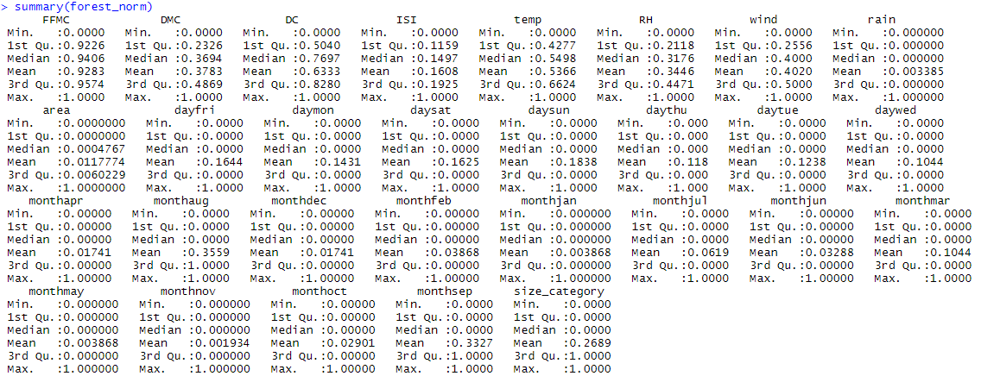 > summary(forest_norm)
FFMC DMC DC ISI temp RH wind rain
Min. :0.0000 Min. :0.0000 Min. :0.0000 Min. :0.0000 Min. :0.0000 Min. :0.0000 Min. :0.0000 Min. :0.000000
1st Qu.:0.9226 1st Qu.:0.2326 1st Qu.:0.5040 1st Qu.:0.1159 1st Qu.:0.4277 1st Qu.:0.2118 1st Qu.:0.2556 1st Qu.:0.000000
Median :0.9406 Median :0.3694 Median :0.7697 Median :0.1497 Median :0.5498 Median :0.3176 Median :0.4000 Median :0.000000
Mean :0.9283 Mean :0.3783 Mean :0.6333 Mean :0.1608 Mean :0.5366 Mean :0.3446 Mean :0.4020 Mean :0.003385
3rd Qu.:0.9574 3rd Qu.:0.4869 3rd Qu.:0.8280 3rd Qu.:0.1925 3rd Qu.:0.6624 3rd Qu.:0.4471 3rd Qu.:0.5000 3rd Qu.:0.000000
Max. :1.0000 Max. :1.0000 Max. :1.0000 Max. :1.0000 Max. :1.0000 Max. :1.0000 Max. :1.0000 Max. :1.000000
area dayfri daymon daysat daysun daythu daytue daywed
Min. :0.0000000 Min. :0.0000 Min. :0.0000 Min. :0.0000 Min. :0.0000 Min. :0.000 Min. :0.0000 Min. :0.0000
1st Qu.:0.0000000 1st Qu.:0.0000 1st Qu.:0.0000 1st Qu.:0.0000 1st Qu.:0.0000 1st Qu.:0.000 1st Qu.:0.0000 1st Qu.:0.0000
Median :0.0004767 Median :0.0000 Median :0.0000 Median :0.0000 Median :0.0000 Median :0.000 Median :0.0000 Median :0.0000
Mean :0.0117774 Mean :0.1644 Mean :0.1431 Mean :0.1625 Mean :0.1838 Mean :0.118 Mean :0.1238 Mean :0.1044
3rd Qu.:0.0060229 3rd Qu.:0.0000 3rd Qu.:0.0000 3rd Qu.:0.0000 3rd Qu.:0.0000 3rd Qu.:0.000 3rd Qu.:0.0000 3rd Qu.:0.0000
Max. :1.0000000 Max. :1.0000 Max. :1.0000 Max. :1.0000 Max. :1.0000 Max. :1.000 Max. :1.0000 Max. :1.0000
monthapr monthaug monthdec monthfeb monthjan monthjul monthjun monthmar
Min. :0.00000 Min. :0.0000 Min. :0.00000 Min. :0.00000 Min. :0.000000 Min. :0.0000 Min. :0.00000 Min. :0.0000
1st Qu.:0.00000 1st Qu.:0.0000 1st Qu.:0.00000 1st Qu.:0.00000 1st Qu.:0.000000 1st Qu.:0.0000 1st Qu.:0.00000 1st Qu.:0.0000
Median :0.00000 Median :0.0000 Median :0.00000 Median :0.00000 Median :0.000000 Median :0.0000 Median :0.00000 Median :0.0000
Mean :0.01741 Mean :0.3559 Mean :0.01741 Mean :0.03868 Mean :0.003868 Mean :0.0619 Mean :0.03288 Mean :0.1044
3rd Qu.:0.00000 3rd Qu.:1.0000 3rd Qu.:0.00000 3rd Qu.:0.00000 3rd Qu.:0.000000 3rd Qu.:0.0000 3rd Qu.:0.00000 3rd Qu.:0.0000
Max. :1.00000 Max. :1.0000 Max. :1.00000 Max. :1.00000 Max. :1.000000 Max. :1.0000 Max. :1.00000 Max. :1.0000
monthmay monthnov monthoct monthsep size_category
Min. :0.000000 Min. :0.000000 Min. :0.00000 Min. :0.0000 Min. :0.0000
1st Qu.:0.000000 1st Qu.:0.000000 1st Qu.:0.00000 1st Qu.:0.0000 1st Qu.:0.0000
Median :0.000000 Median :0.000000 Median :0.00000 Median :0.0000 Median :0.0000
Mean :0.003868 Mean :0.001934 Mean :0.02901 Mean :0.3327 Mean :0.2689
3rd Qu.:0.000000 3rd Qu.:0.000000 3rd Qu.:0.00000 3rd Qu.:1.0000 3rd Qu.:1.0000
Max. :1.000000 Max. :1.000000 Max. :1.00000 Max. :1.0000 Max. :1.0000